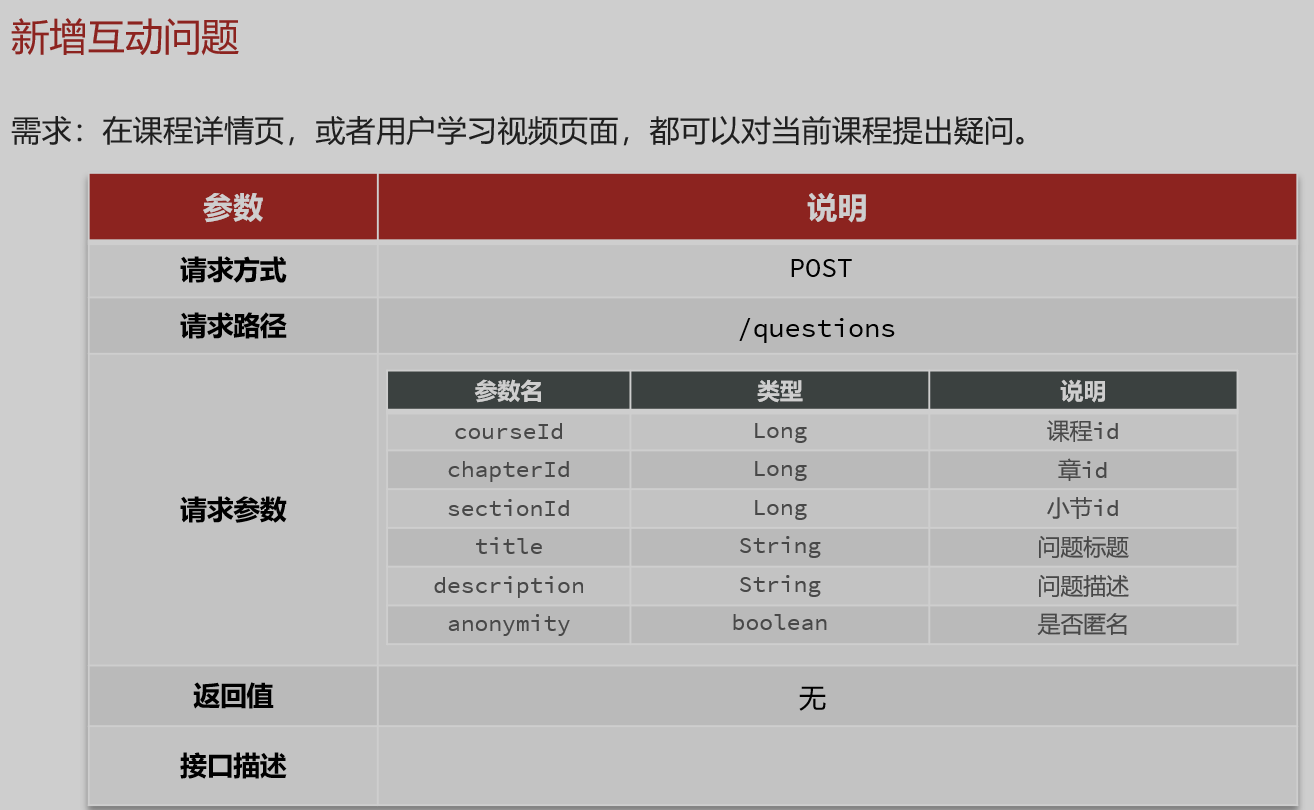 新增互动问题
需求：在课程详情页，或者用户学习视频页面，都可以对当前课程提出疑问。
参数 说明
请求方式 POST
请求路径 /questions
请求参数
参数名 类型 说明
courseId Long 课程id
chapterId Long 章id
sectionId Long 小节id
title String 问题标题
description String 问题描述
anonymity boolean 是否匿名
返回值 无
接口描述